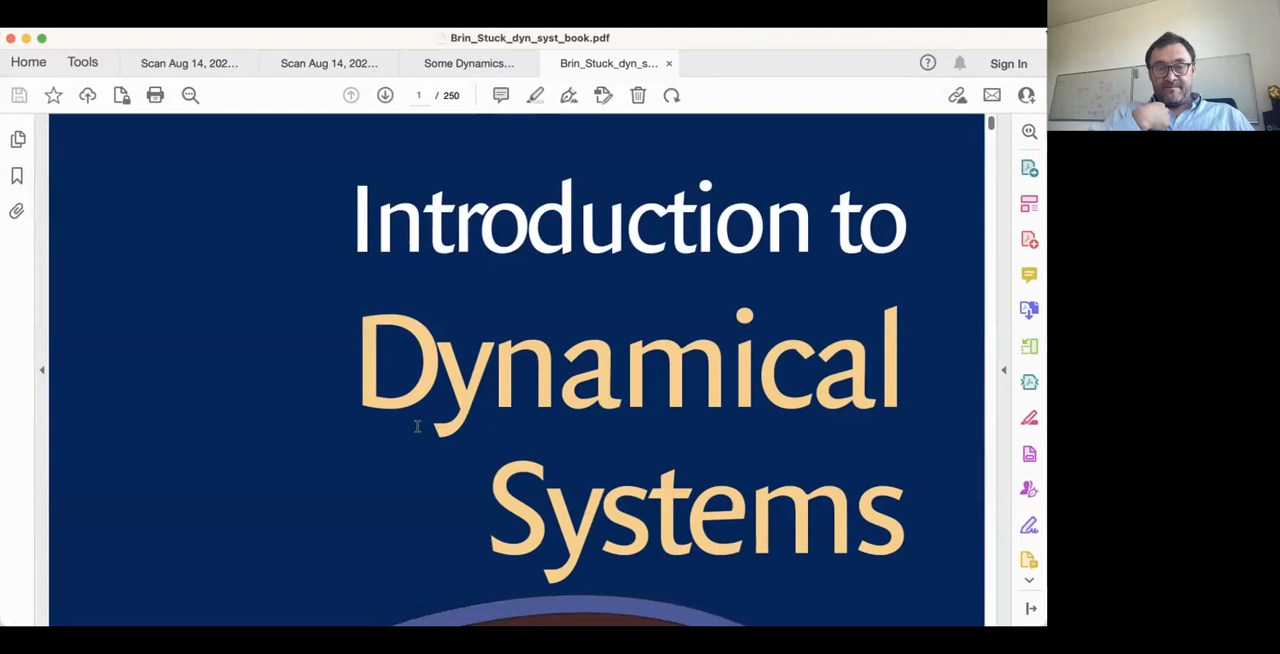 Brin_Stuck_dyn_syst_book.pdf
Home Tools Scan Aug 14, 202... Scan Aug 14, 202... Some Dynamics... Brin_Stuck_dyn_s... × Sign In
1 / 250
Introduction to
Dynamical
Systems